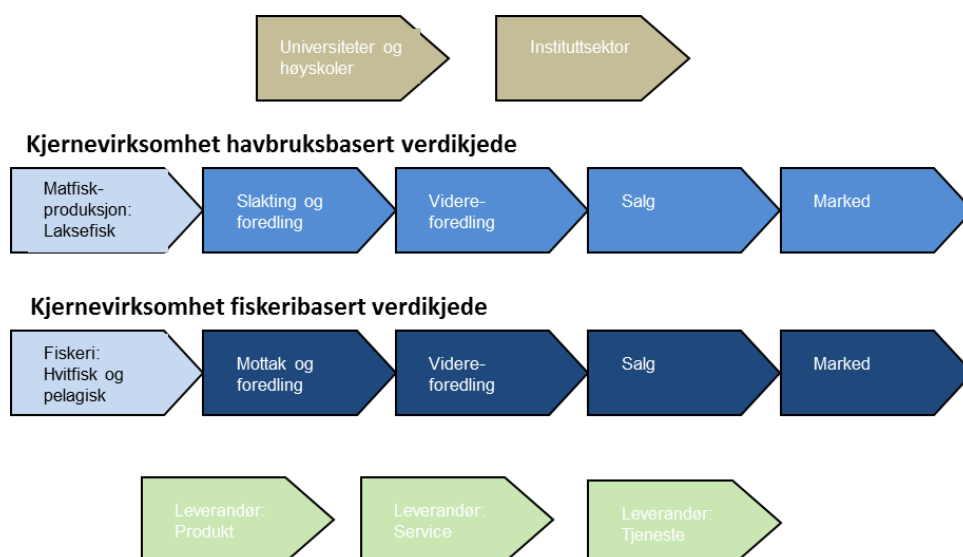 Universiteter og
høyskoler
Instituttsektor
Kjernevirksomhet havbruksbasert verdikjede
Matfisk-
produksjon:
Laksefisk
Slakting og
foredling
Videre-
foredling
Salg
Marked
Kjernevirksomhet fiskeribasert verdikjede
Fiskeri:
Hvitfisk og
pelagisk
Mottak og
foredling
Videre-
foredling
Salg
Marked
Leverandør:
Produkt
Leverandør:
Service
Leverandør:
Tjeneste